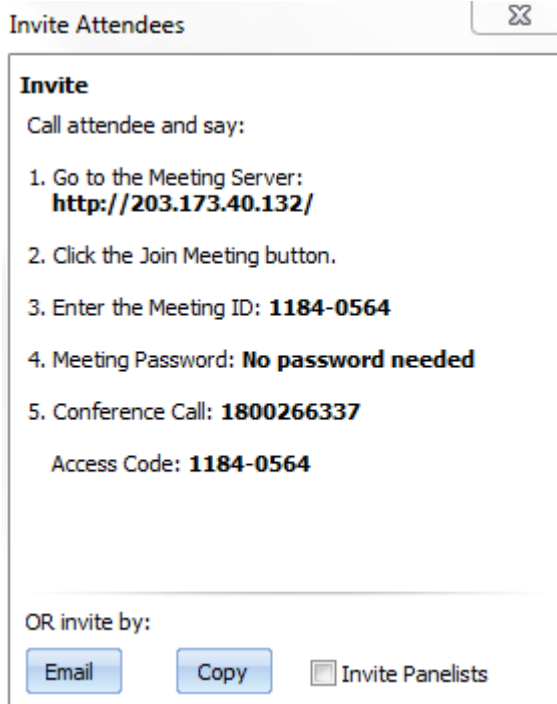 Invite Attendees
Invite
Call attendee and say:
1. Go to the Meeting Server:
http://203.173.40.132/
2. Click the Join Meeting button.
3. Enter the Meeting ID: 1184-0564
4. Meeting Password: No password needed
5. Conference Call: 1800266337
Access Code: 1184-0564
OR invite by:
Email Copy Invite Panelists